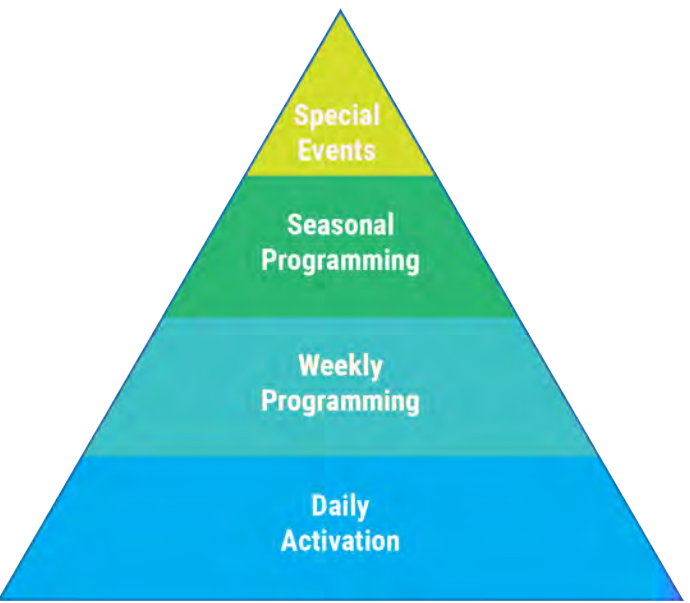 Special
Events
Seasonal
Programming
Weekly
Programming
Daily
Activation